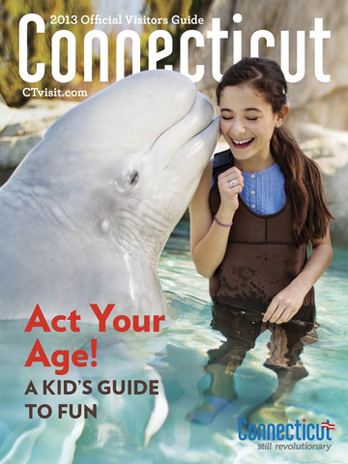 2013 Official Visitors Guide
Connecticut
CTvisit.com
Act Your
Age!
A KID'S GUIDE
TO FUN
Connecticut
still revolutionary